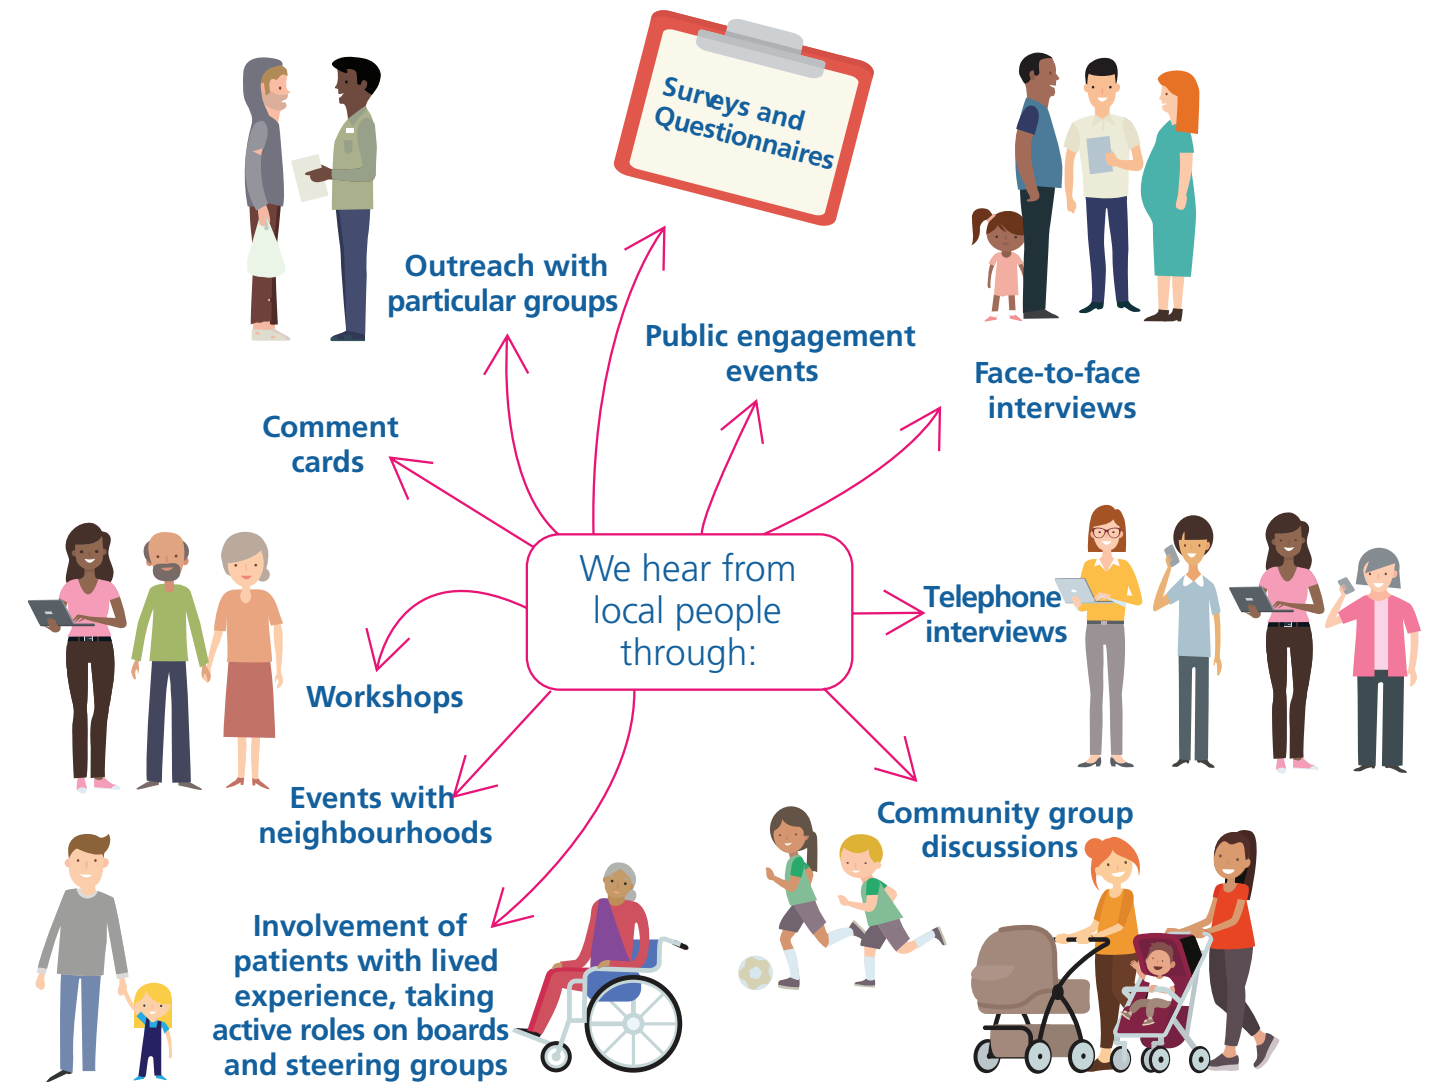 Surveys and
Questionnaires
Outreach with
particular groups
Public engagement
events
Face-to-face
interviews
Comment
cards
We hear from
local people
through:
Telephone
interviews
Workshops
Events with
neighbourhoods
Community group
discussions
Involvement of
patients with lived
experience, taking
active roles on boards
and steering groups